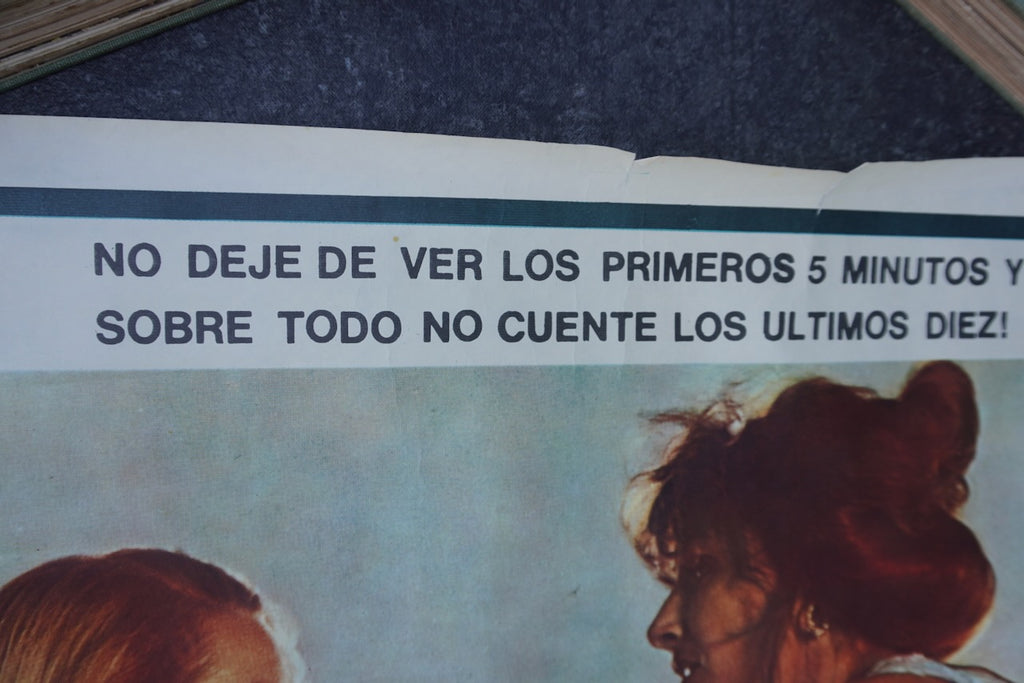 NO DEJE DE VER LOS PRIMEROS 5 MINUTOS Y
SOBRE TODO NO CUENTE LOS ULTIMOS DIEZ!